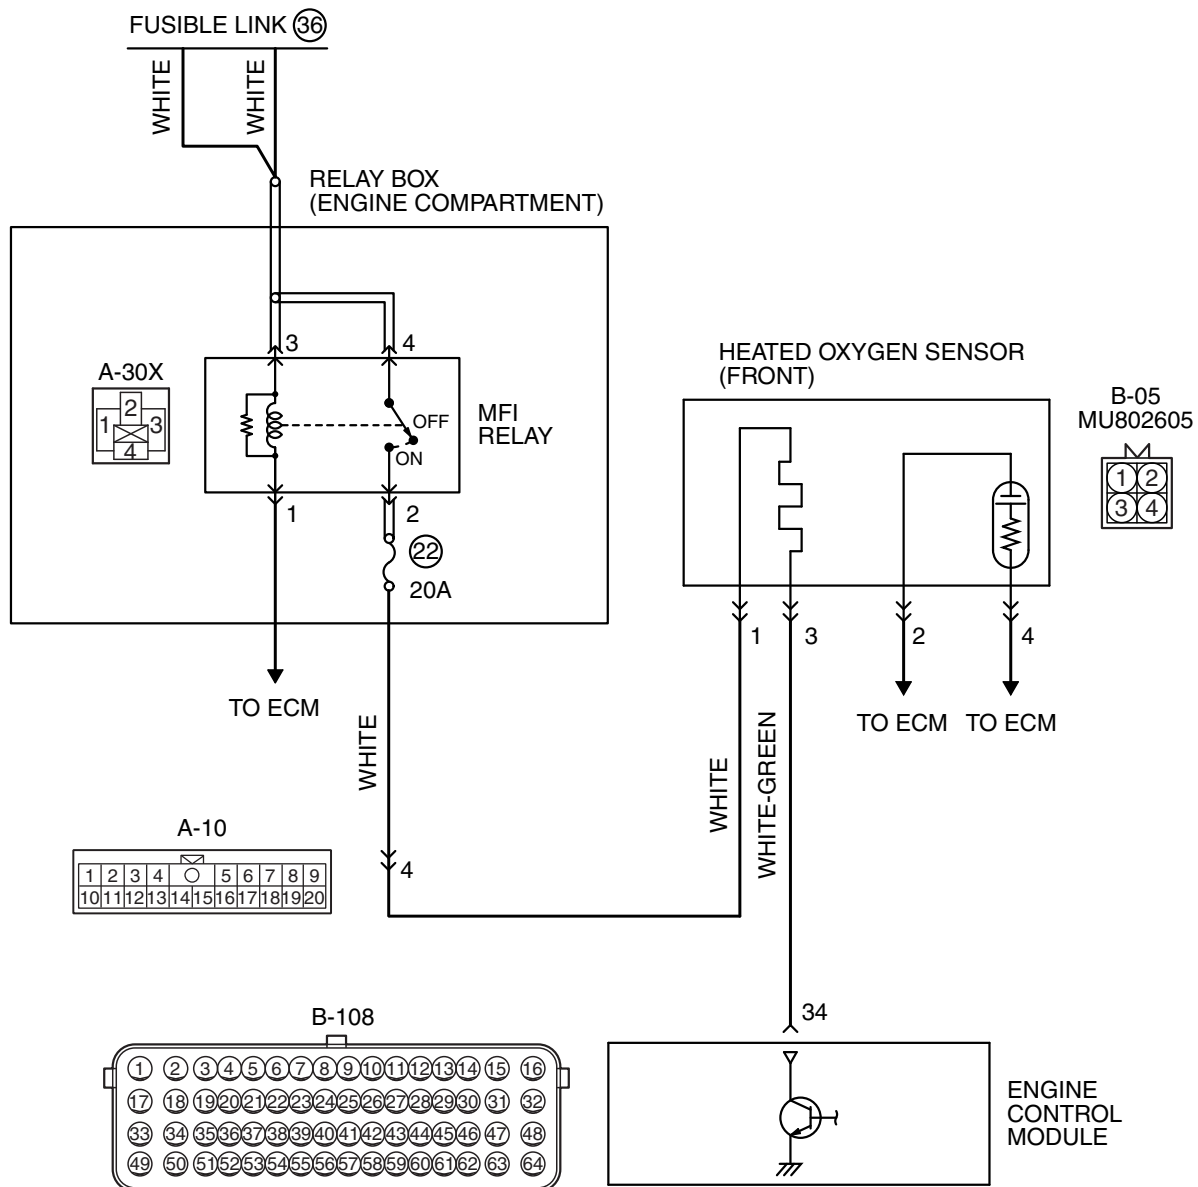 FUSIBLE LINK 36
WHITE
WHITE
RELAY BOX
(ENGINE COMPARTMENT)
3
4
A-30X
2
1
3
4
OFF
ON
MFI
RELAY
1
2
22
20A
TO ECM
WHITE
HEATED OXYGEN SENSOR
(FRONT)
B-05
MU802605
1 2
3 4
1
3
2
4
TO ECM
TO ECM
WHITE
WHITE-GREEN
4
A-10
1 2 3 4 5 6 7 8 9
10 11 12 13 14 15 16 17 18 19 20
B-108
1 2 3 4 5 6 7 8 9 10 11 12 13 14 15 16
17 18 19 20 21 22 23 24 25 26 27 28 29 30 31 32
33 34 35 36 37 38 39 40 41 42 43 44 45 46 47 48
49 50 51 52 53 54 55 56 57 58 59 60 61 62 63 64
34
ENGINE
CONTROL
MODULE